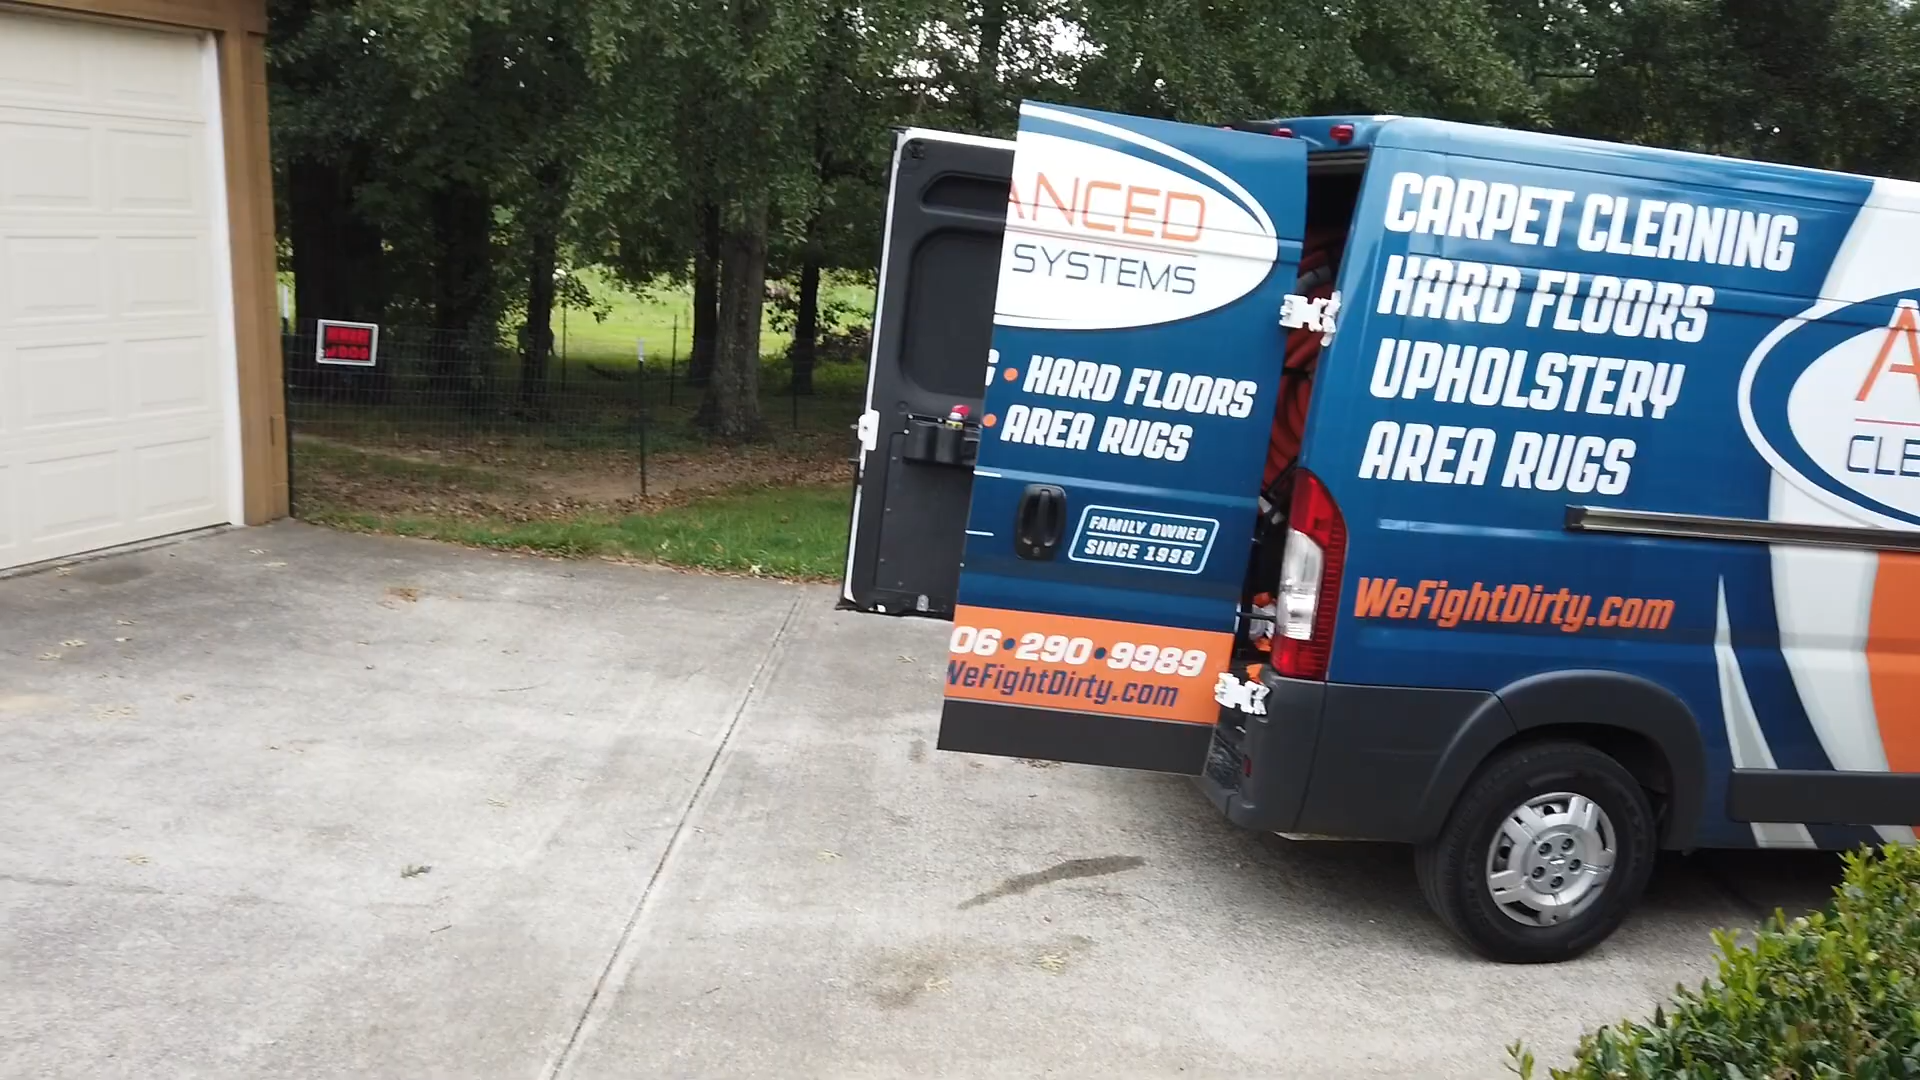 ANCED
SYSTEMS
HARD FLOORS
AREA RUGS
FAMILY OWNED
SINCE 1998
06•290•9989
WeFightDirty.com
CARPET CLEANING
HARD FLOORS
UPHOLSTERY
AREA RUGS
WeFightDirty.com
A
CLE